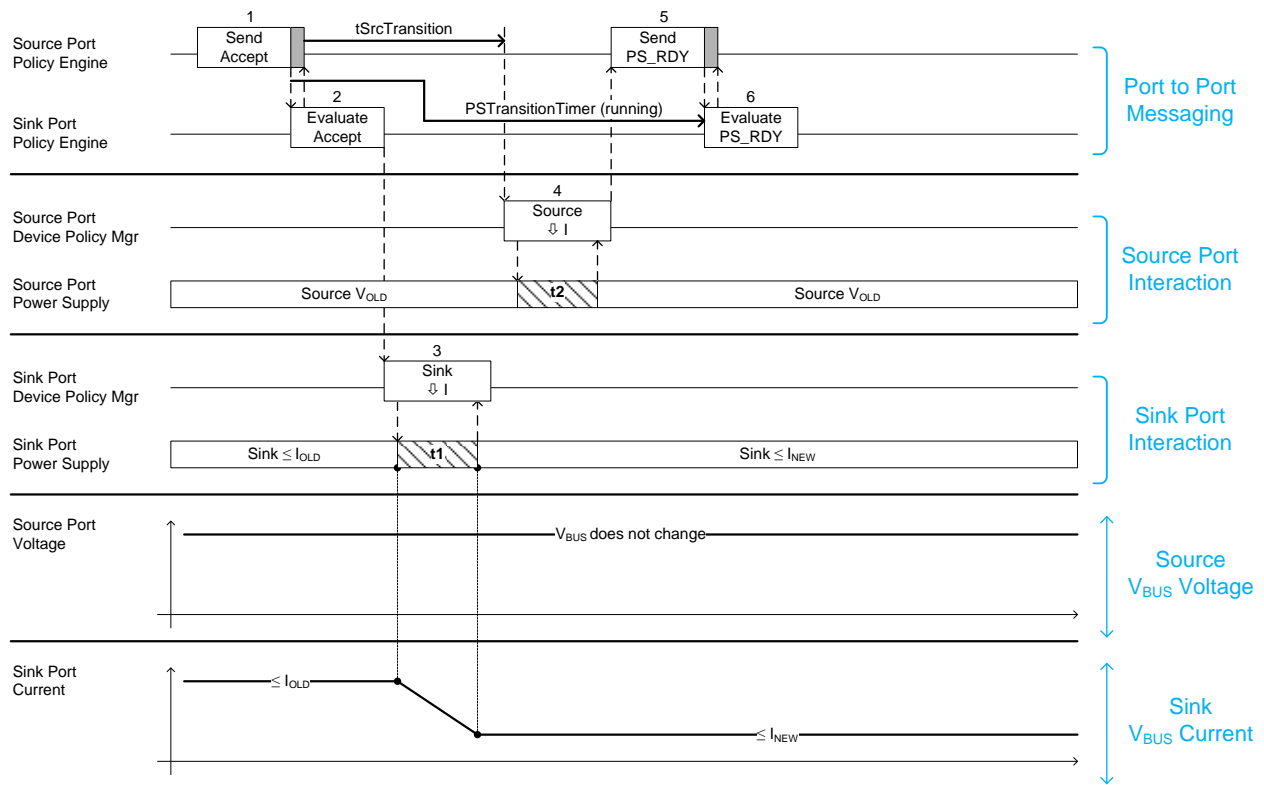 1
5
Source Port
Policy Engine
Send
Accept
tSrcTransition
Send
PS_RDY
2
6
Sink Port
Policy Engine
Evaluate
Accept
PSTransitionTimer (running)
Evaluate
PS_RDY
Port to Port
Messaging
4
Source Port
Device Policy Mgr
Source
⇩ I
Source Port
Power Supply
Source VOLD
t2
Source VOLD
Source Port
Interaction
3
Sink Port
Device Policy Mgr
Sink
⇩ I
Sink Port
Power Supply
Sink ≤ IOLD
t1
Sink ≤ INEW
Sink Port
Interaction
Source Port
Voltage
VBUS does not change
Source
VBUS Voltage
Sink Port
Current
≤ IOLD
≤ INEW
Sink
VBUS Current